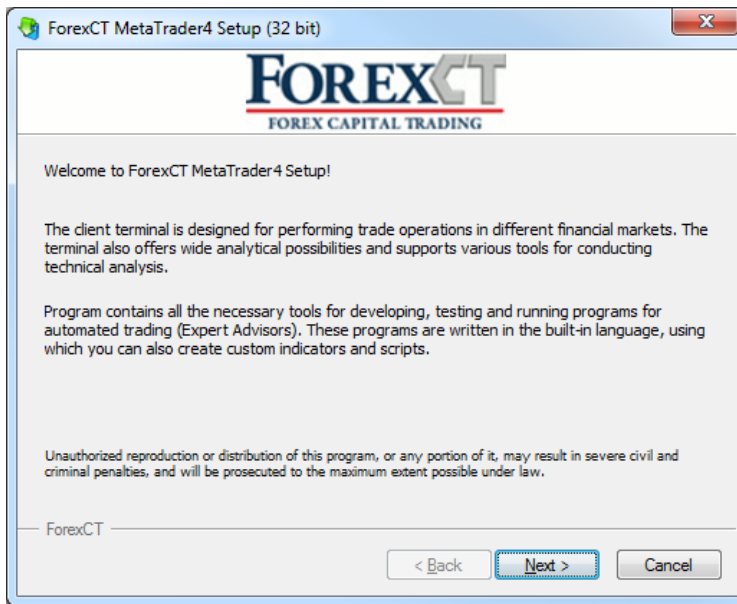 ForexCT MetaTrader4 Setup (32 bit)
FOREXCT
FOREX CAPITAL TRADING
Welcome to ForexCT MetaTrader4 Setup!
The client terminal is designed for performing trade operations in different financial markets. The
terminal also offers wide analytical possibilities and supports various tools for conducting
technical analysis.
Program contains all the necessary tools for developing, testing and running programs for
automated trading (Expert Advisors). These programs are written in the built-in language, using
which you can also create custom indicators and scripts.
Unauthorized reproduction or distribution of this program, or any portion of it, may result in severe civil and
criminal penalties, and will be prosecuted to the maximum extent possible under law.
ForexCT
< Back Next > Cancel